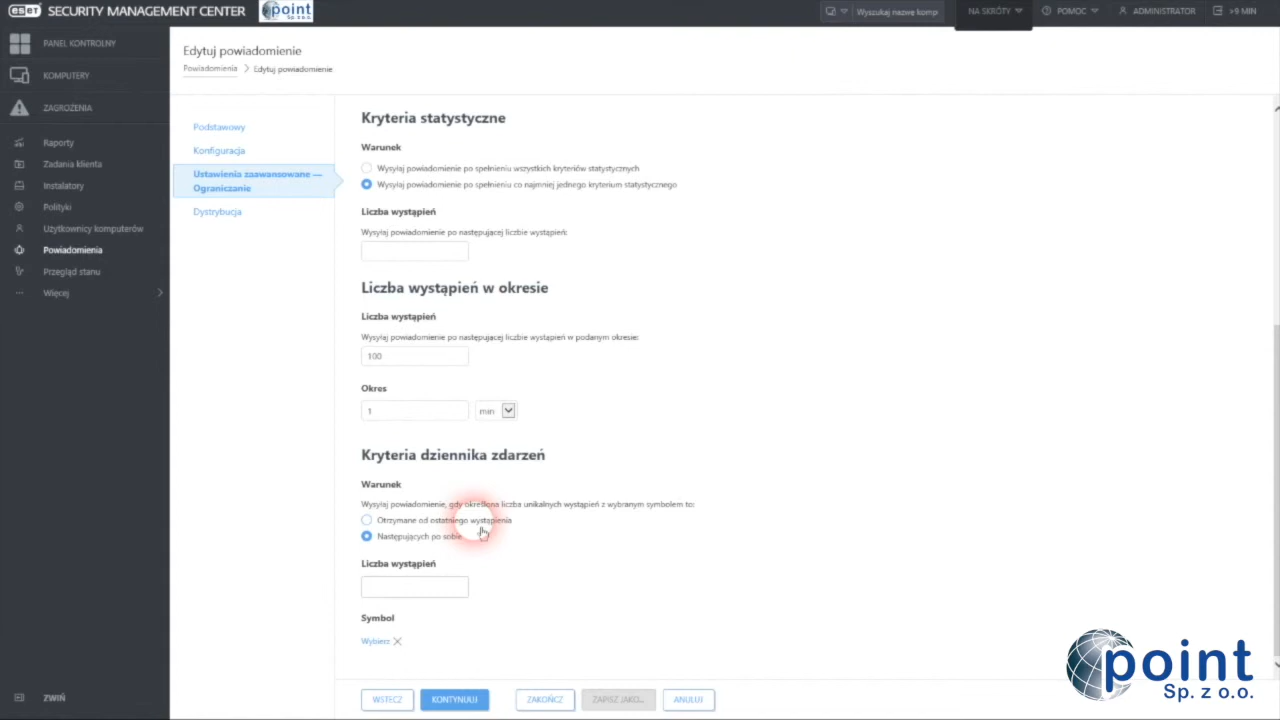 eset SECURITY MANAGEMENT CENTER point Sp. z o.o. Wyszukaj nazwę komp NA SKRÓTY POMOC ADMINISTRATOR >9 MIN
PANEL KONTROLNY
KOMPUTERY
ZAGROŻENIA
Raporty
Zadania klienta
Instalatory
Polityki
Użytkownicy komputerów
Powiadomienia
Przegląd stanu
Więcej
ZWIŃ
Edytuj powiadomienie
Powiadomienia > Edytuj powiadomienie
Podstawowy
Konfiguracja
Ustawienia zaawansowane —
Ograniczanie
Dystrybucja
Kryteria statystyczne
Warunek
Wysyłaj powiadomienie po spełnieniu wszystkich kryteriów statystycznych
Wysyłaj powiadomienie po spełnieniu co najmniej jednego kryterium statystycznego
Liczba wystąpień
Wysyłaj powiadomienie po następującej liczbie wystąpień:
Liczba wystąpień w okresie
Liczba wystąpień
Wysyłaj powiadomienie po następującej liczbie wystąpień w podanym okresie:
100
Okres
1 min
Kryteria dziennika zdarzeń
Warunek
Wysyłaj powiadomienie, gdy określona liczba unikalnych wystąpień z wybranym symbolem to:
Otrzymane od ostatniego wystąpienia
Następujących po sobie
Liczba wystąpień
Symbol
Wybierz
WSTECZ KONTYNUUJ ZAKOŃCZ ZAPISZ JAKO... ANULUJ
point
Sp. z o.o.